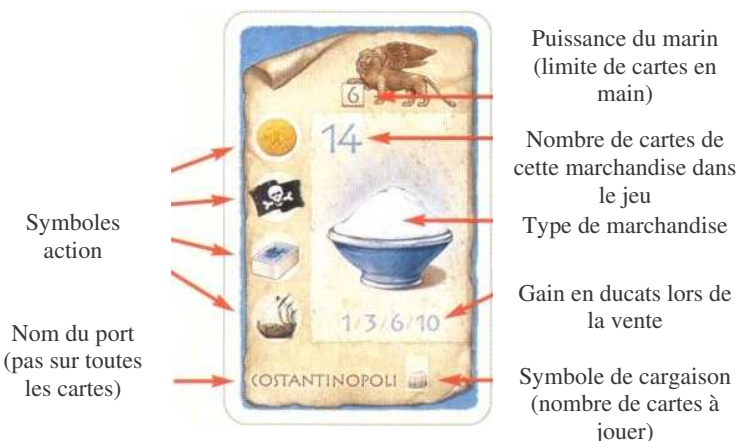 Puissance du marin
(limite de cartes en
main)
6
14
Nombre de cartes de
cette marchandise dans
le jeu
Type de marchandise
Symboles
action
Gain en ducats lors de
la vente
1/3/6/10
Nom du port
(pas sur toutes
les cartes)
COSTANTINOPOLI
Symbole de cargaison
(nombre de cartes à
jouer)